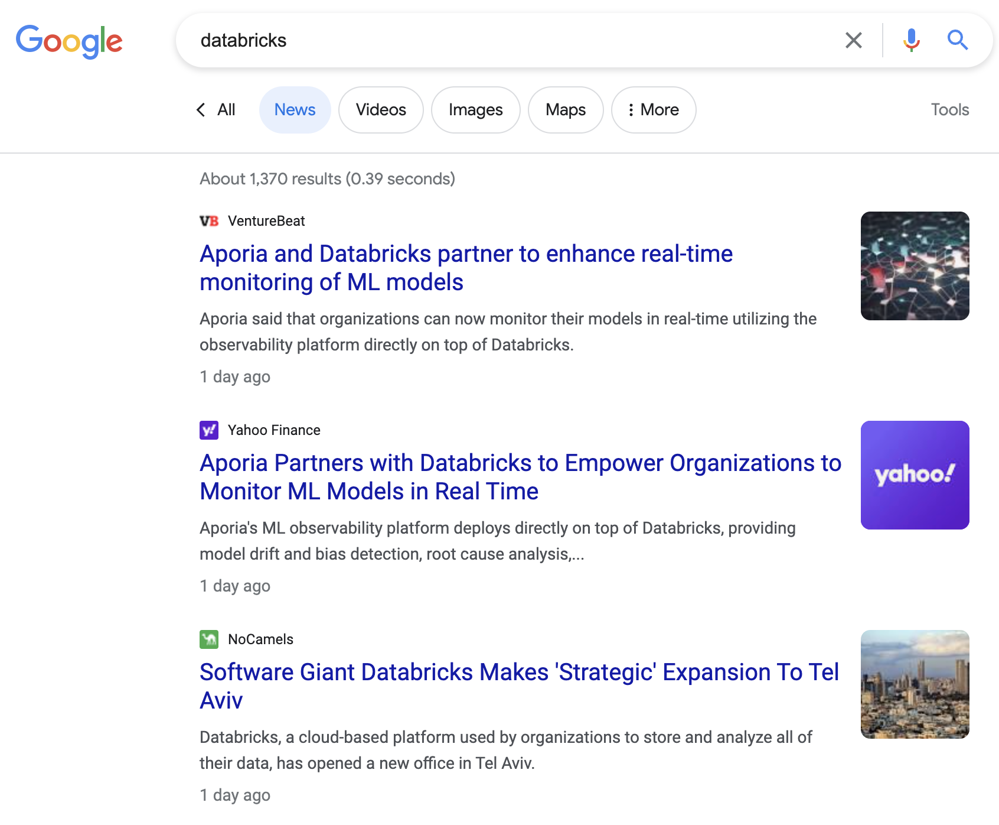 Google
databricks
All
News
Videos
Images
Maps
More
Tools
About 1,370 results (0.39 seconds)
VB VentureBeat
Aporia and Databricks partner to enhance real-time
monitoring of ML models
Aporia said that organizations can now monitor their models in real-time utilizing the
observability platform directly on top of Databricks.
1 day ago
y! Yahoo Finance
Aporia Partners with Databricks to Empower Organizations to
Monitor ML Models in Real Time
yahoo!
Aporia's ML observability platform deploys directly on top of Databricks, providing
model drift and bias detection, root cause analysis,...
1 day ago
NoCamels
Software Giant Databricks Makes 'Strategic' Expansion To Tel
Aviv
Databricks, a cloud-based platform used by organizations to store and analyze all of
their data, has opened a new office in Tel Aviv.
1 day ago